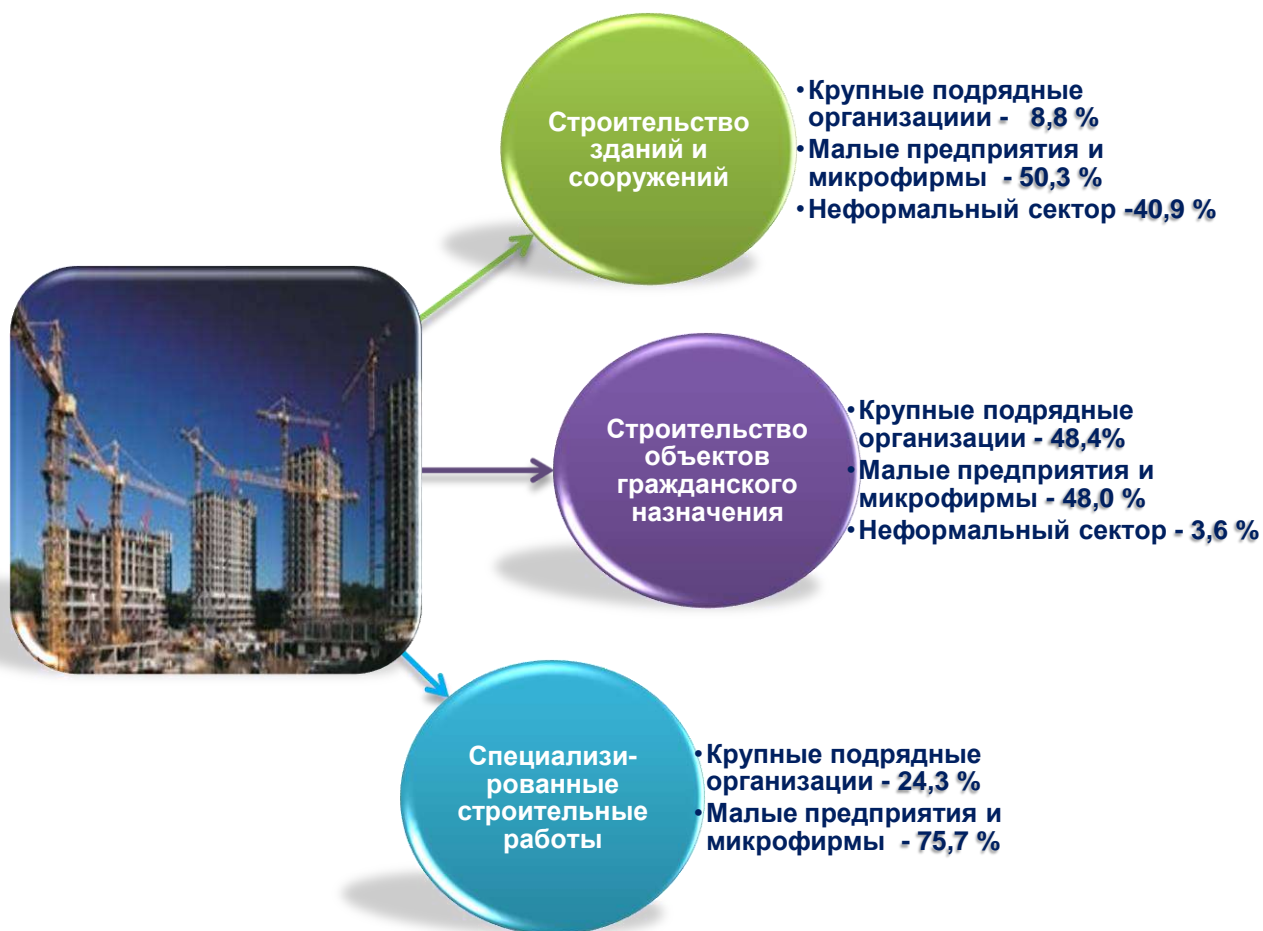 Строительство
зданий и
сооружений
•Крупные подрядные
организациии - 8,8 %
•Малые предприятия и
микрофирмы - 50,3 %
•Неформальный сектор -40,9 %
Строительство
объектов
гражданского
назначения
•Крупные подрядные
организации - 48,4%
•Малые предприятия и
микрофирмы - 48,0 %
•Неформальный сектор - 3,6 %
Специализи-
рованные
строительные
работы
•Крупные подрядные
организации - 24,3 %
•Малые предприятия и
микрофирмы - 75,7 %